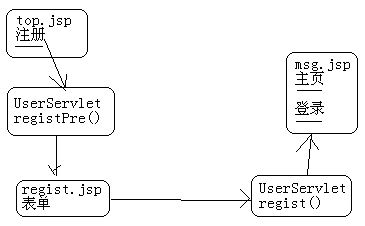 top.jsp
注册
UserServlet
registPre()
regist.jsp
表单
UserServlet
regist()
msg.jsp
主页
登录